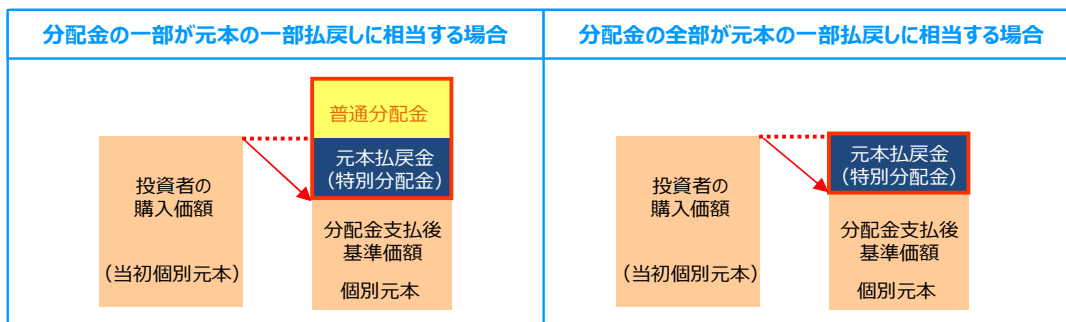 分配金の一部が元本の一部払戻しに相当する場合
普通分配金
元本払戻金
（特別分配金）
投資者の
購入価額
（当初個別元本）
分配金支払後
基準価額
個別元本
分配金の全部が元本の一部払戻しに相当する場合
元本払戻金
（特別分配金）
投資者の
購入価額
（当初個別元本）
分配金支払後
基準価額
個別元本